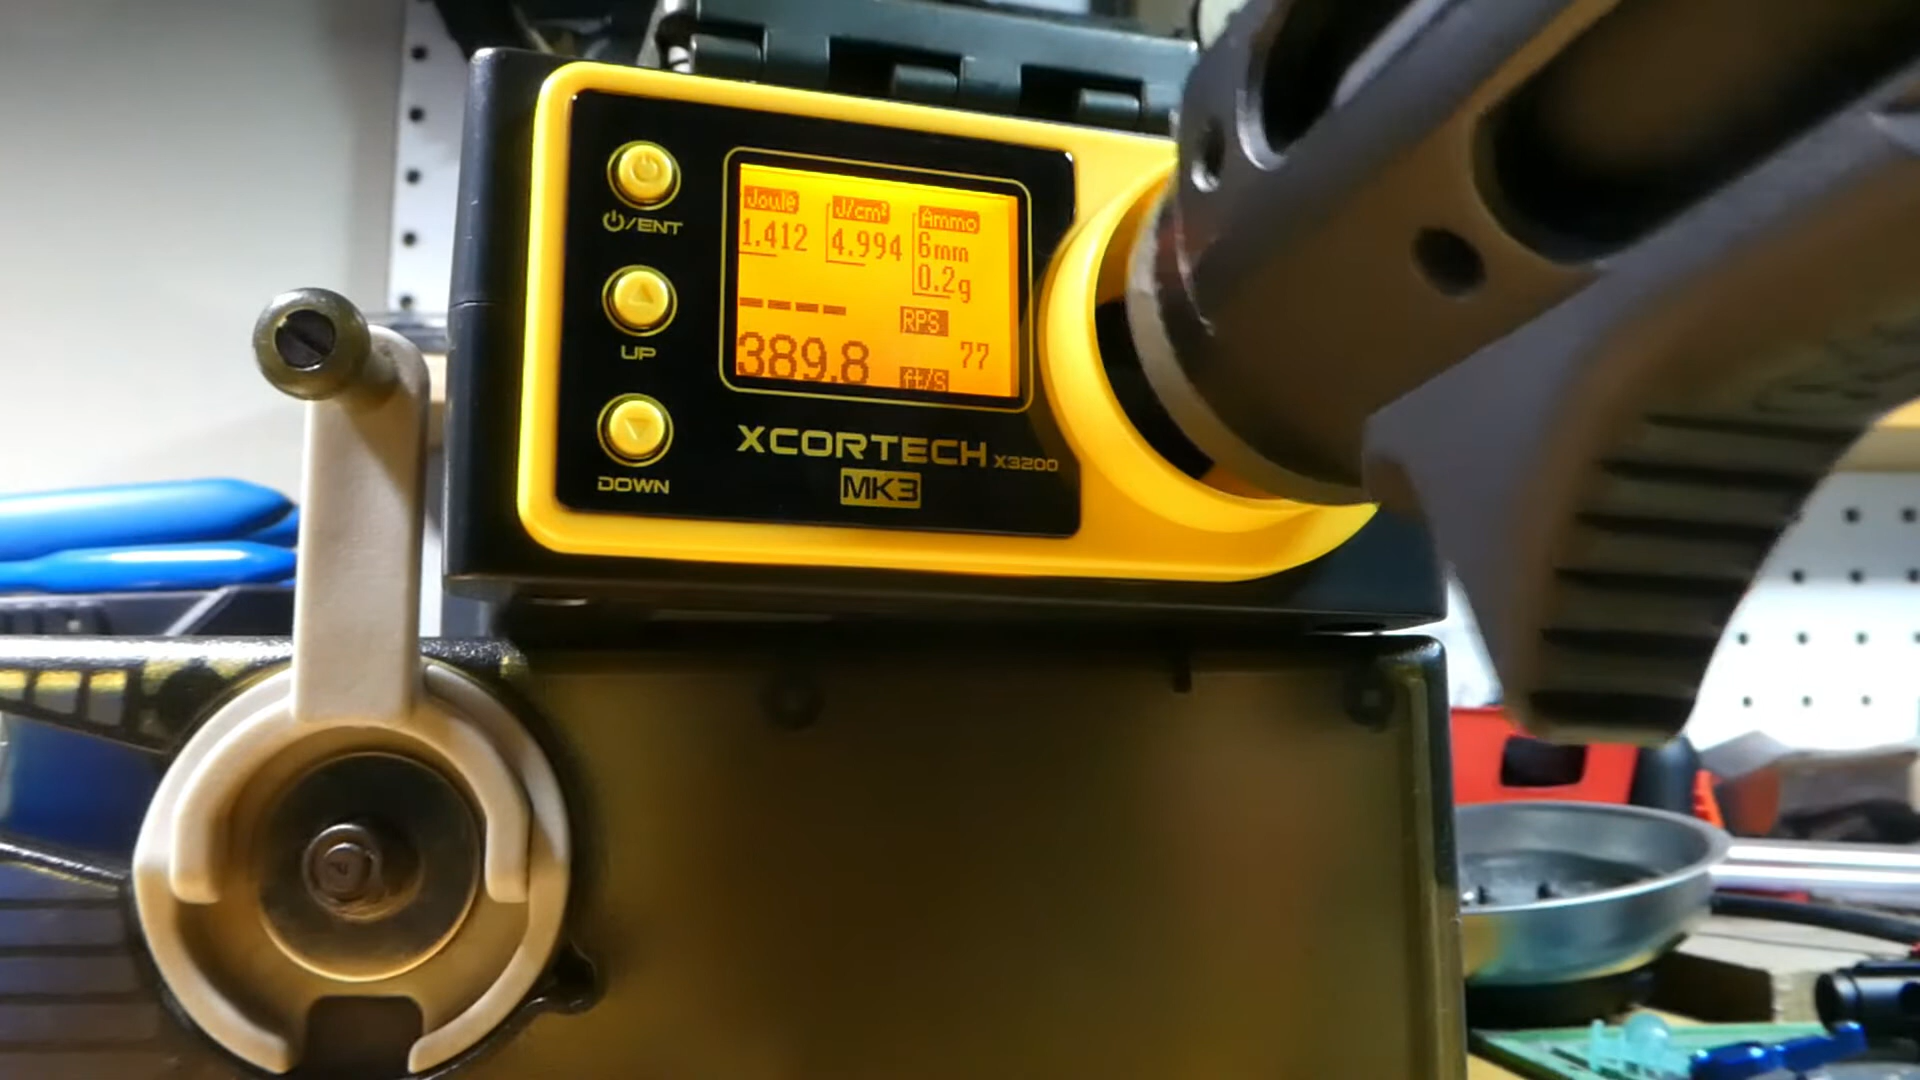 Joule J/cm² Ammo
1.412 4.994 6mm
0.2g
---- RPS
389.8 ft/S 77
⏻/ENT
UP
DOWN
XCORTECH X3200
MK3